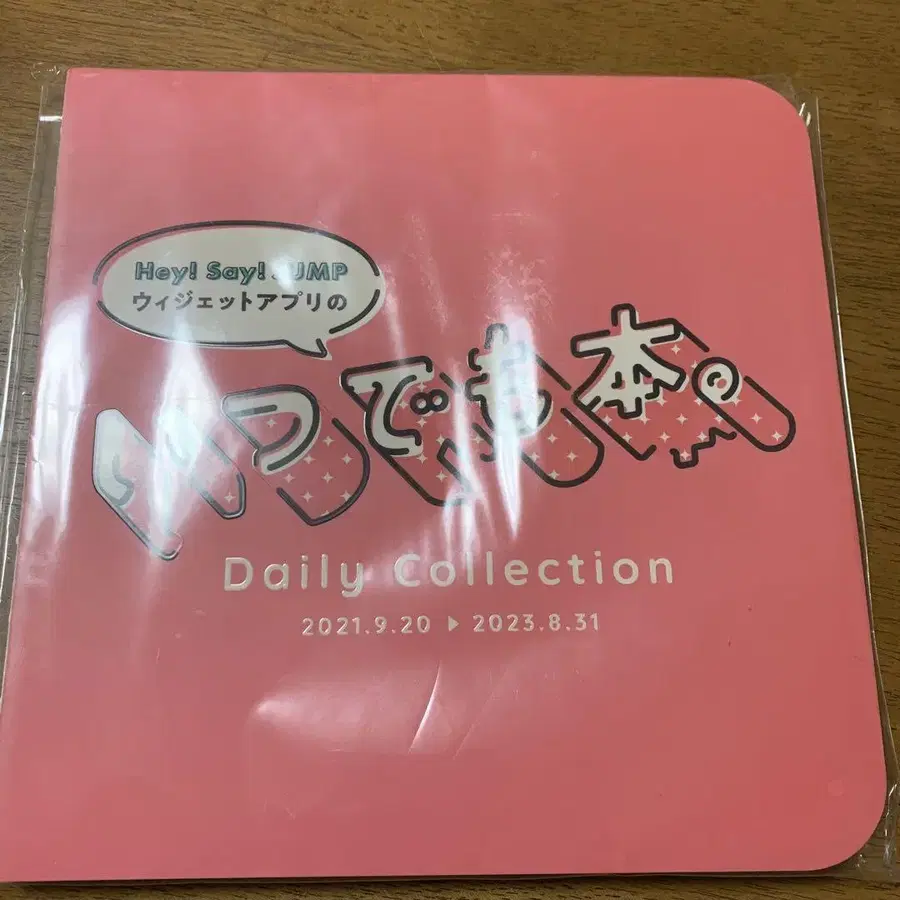 Hey! Say! JUMP
ウィジェットアプリの
いつでも本。
Daily Collection
2021.9.20 ▶ 2023.8.31